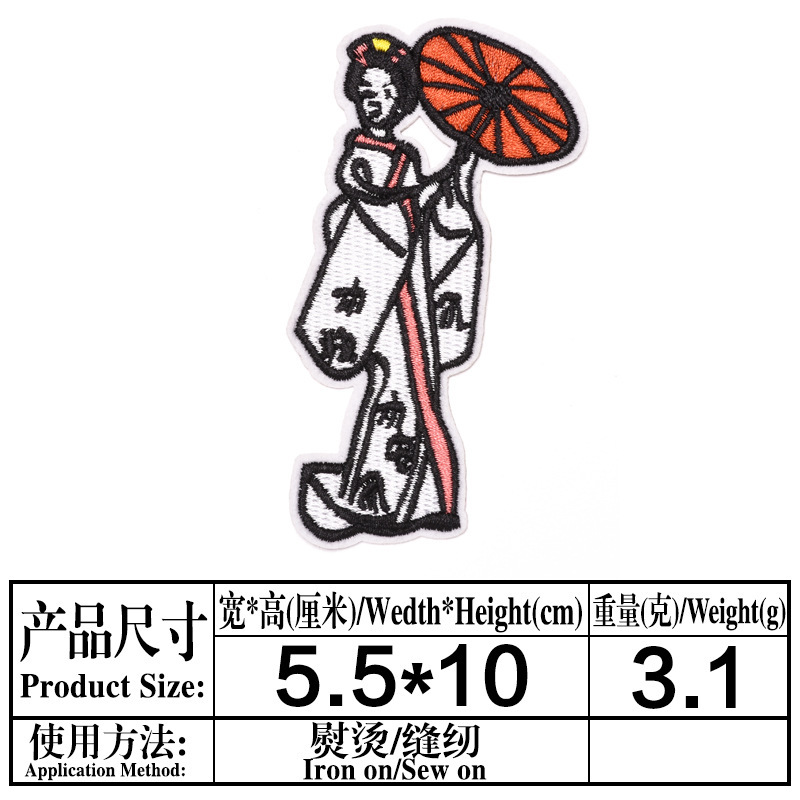 产品尺寸
Product Size:
宽*高(厘米)/Wedth*Height(cm)
5.5*10
重量(克)/Weight(g)
3.1
使用方法:
Application Method:
熨烫/缝纫
Iron on/Sew on